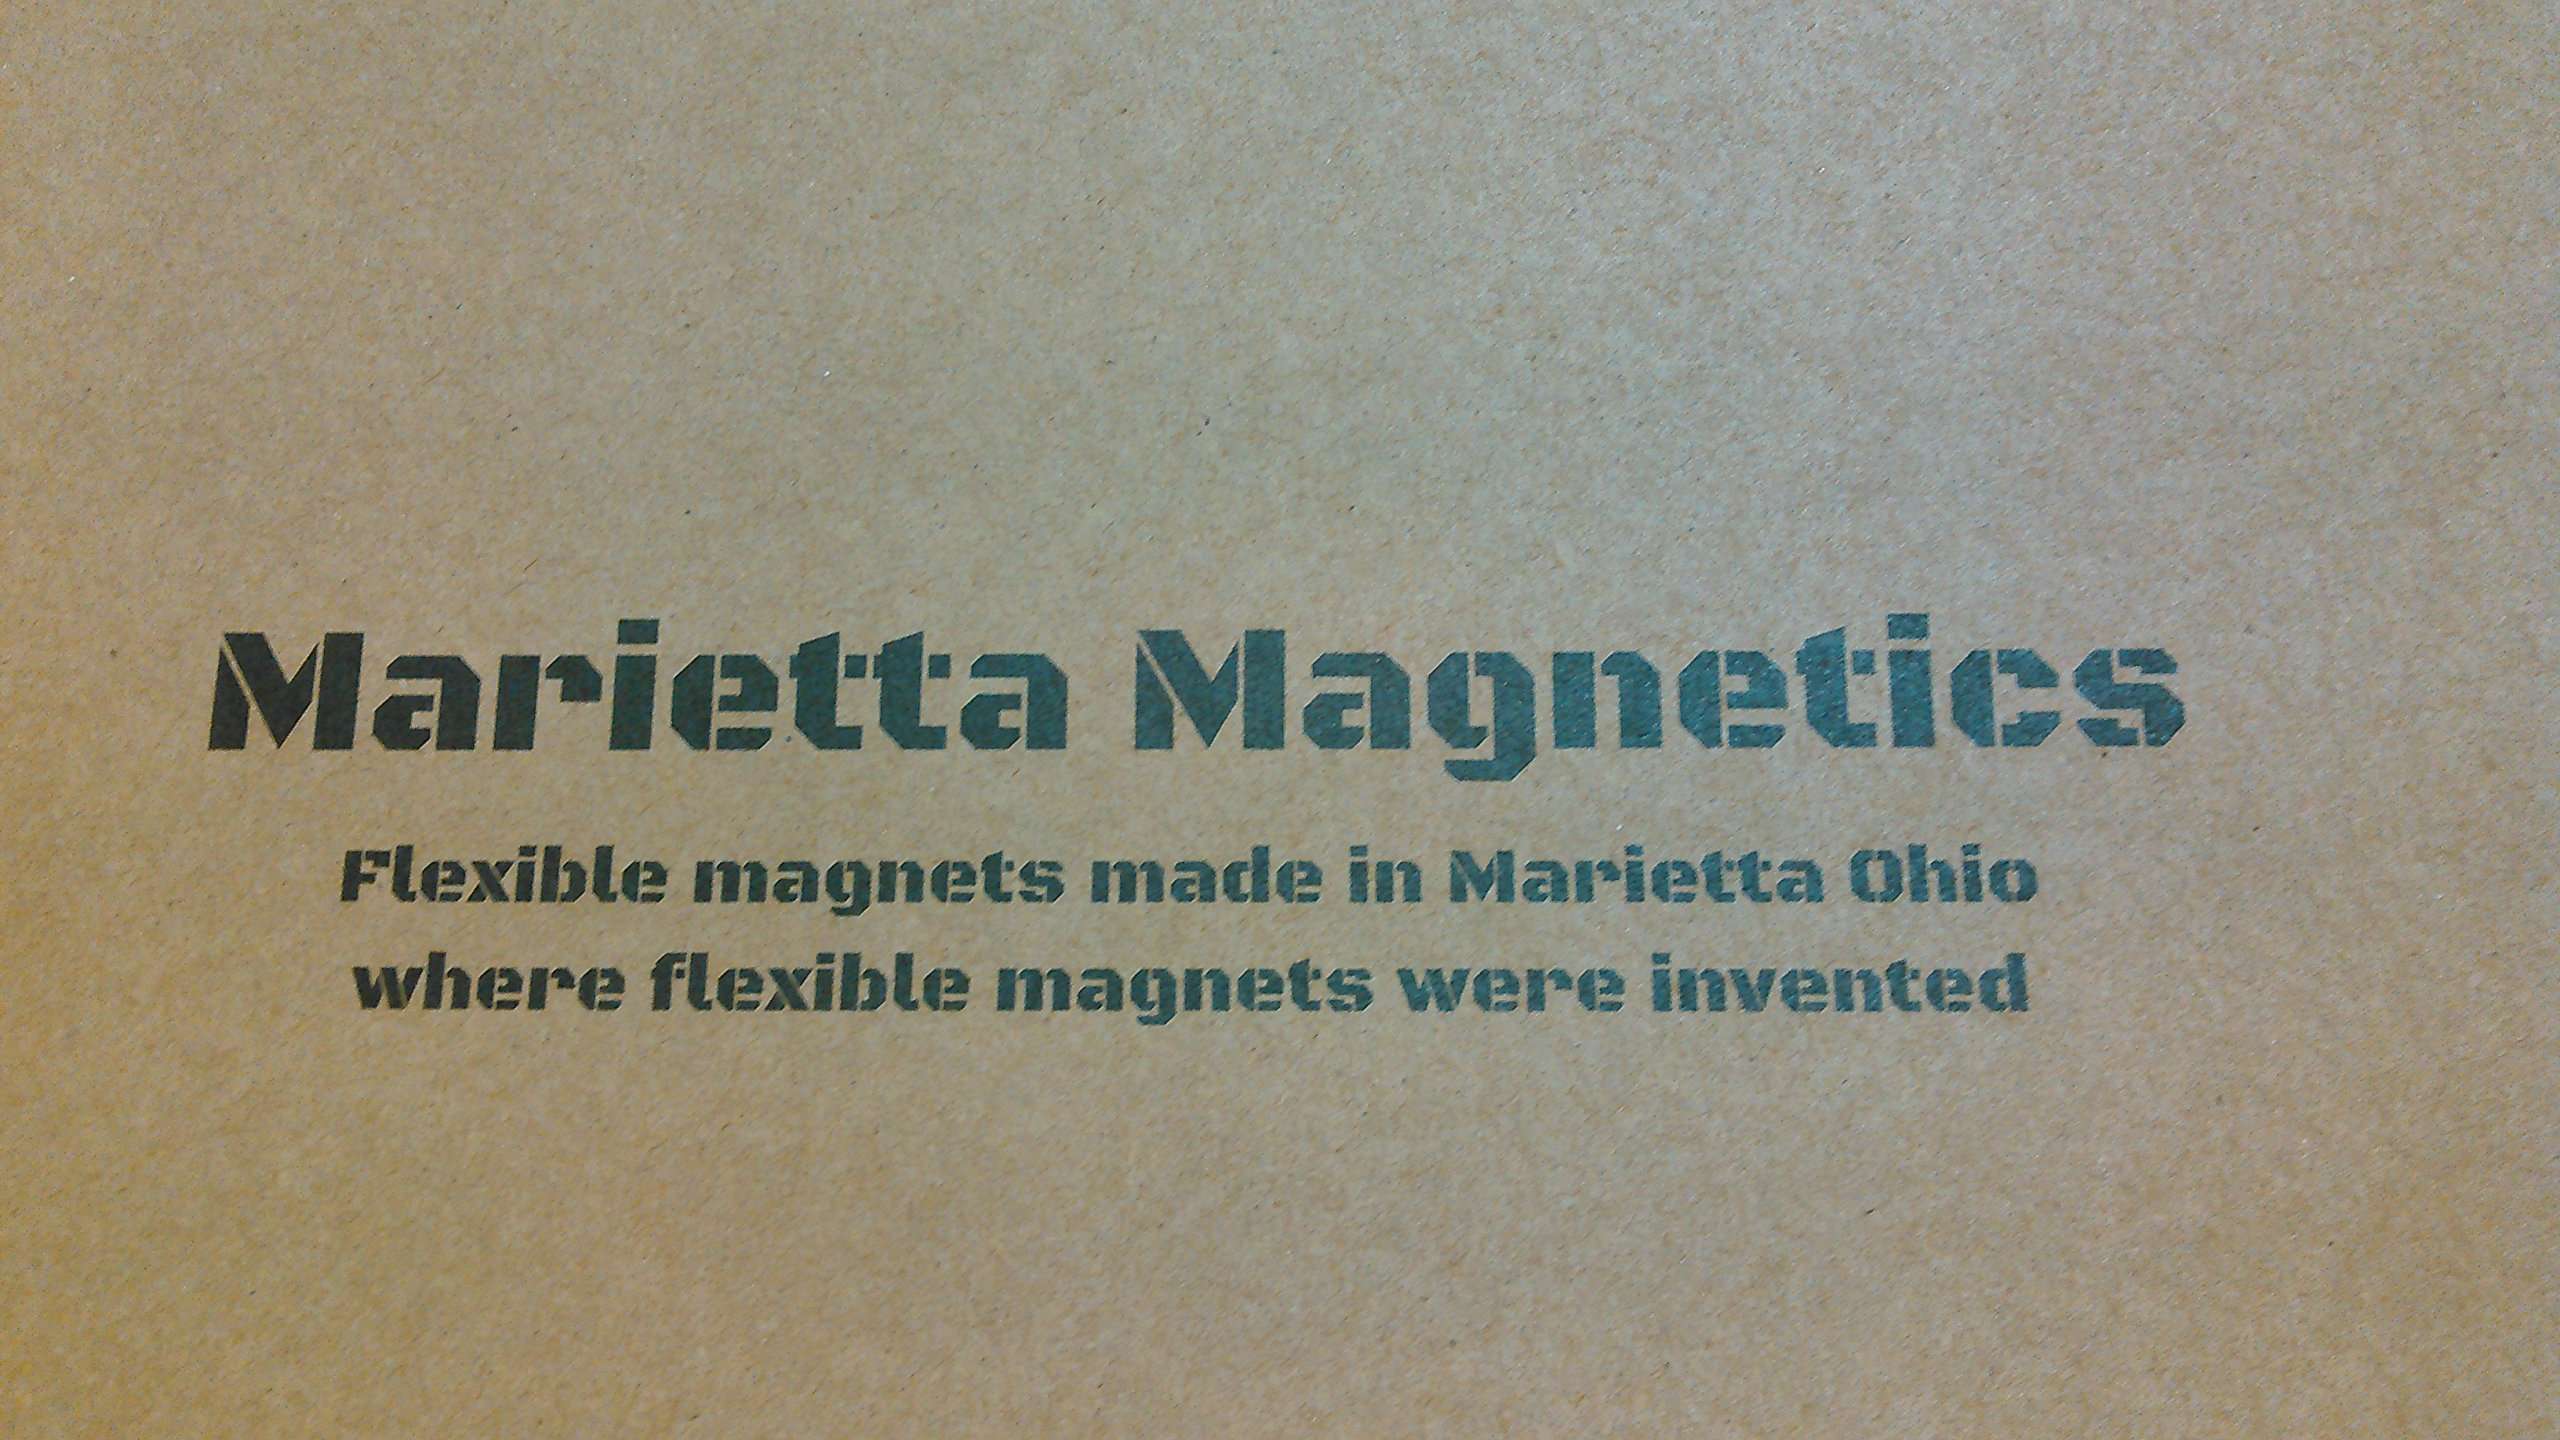 Marietta Magnetics
Flexible magnets made in Marietta Ohio
where flexible magnets were invented